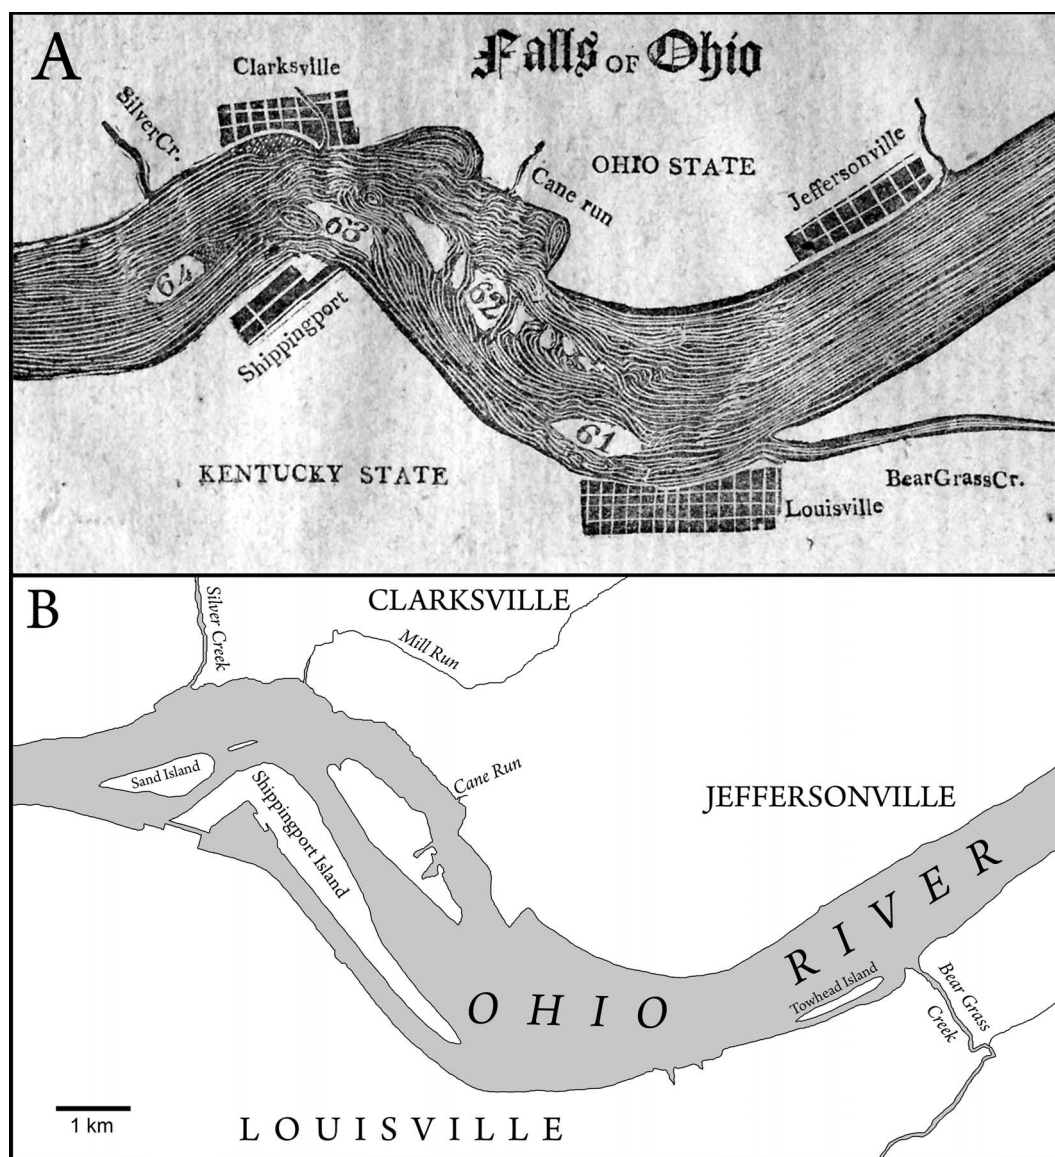 A
Falls OF Ohio
Clarksville
Silver Cr.
Cane run
OHIO STATE
Jeffersonville
64
63
62
61
Shippingport
KENTUCKY STATE
BearGrassCr.
Louisville
B
Silver Creek
CLARKSVILLE
Mill Run
Sand Island
Shippingport Island
Cane Run
JEFFERSONVILLE
OHIO RIVER
Towhead Island
Bear Grass
Creek
1 km
LOUISVILLE